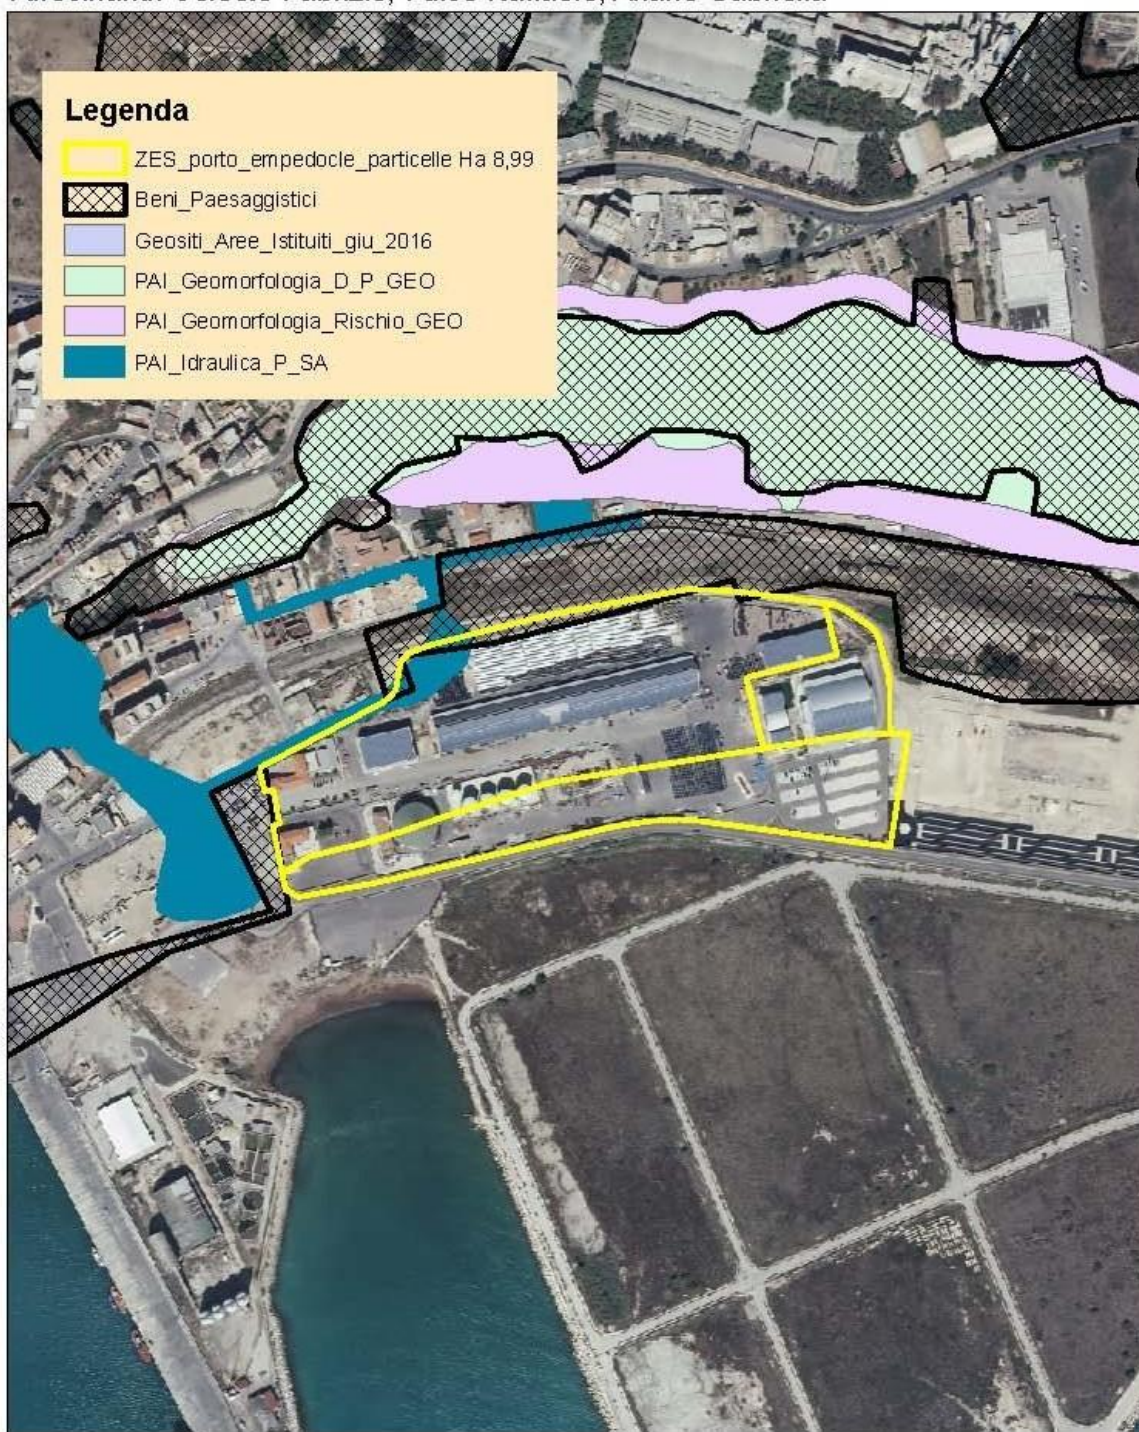 Legenda
ZES_porto_empedocle_particelle Ha 8,99
Beni_Paesaggistici
Geositi_Aree_Istituiti_giu_2016
PAI_Geomorfologia_D_P_GEO
PAI_Geomorfologia_Rischio_GEO
PAI_Idraulica_P_SA